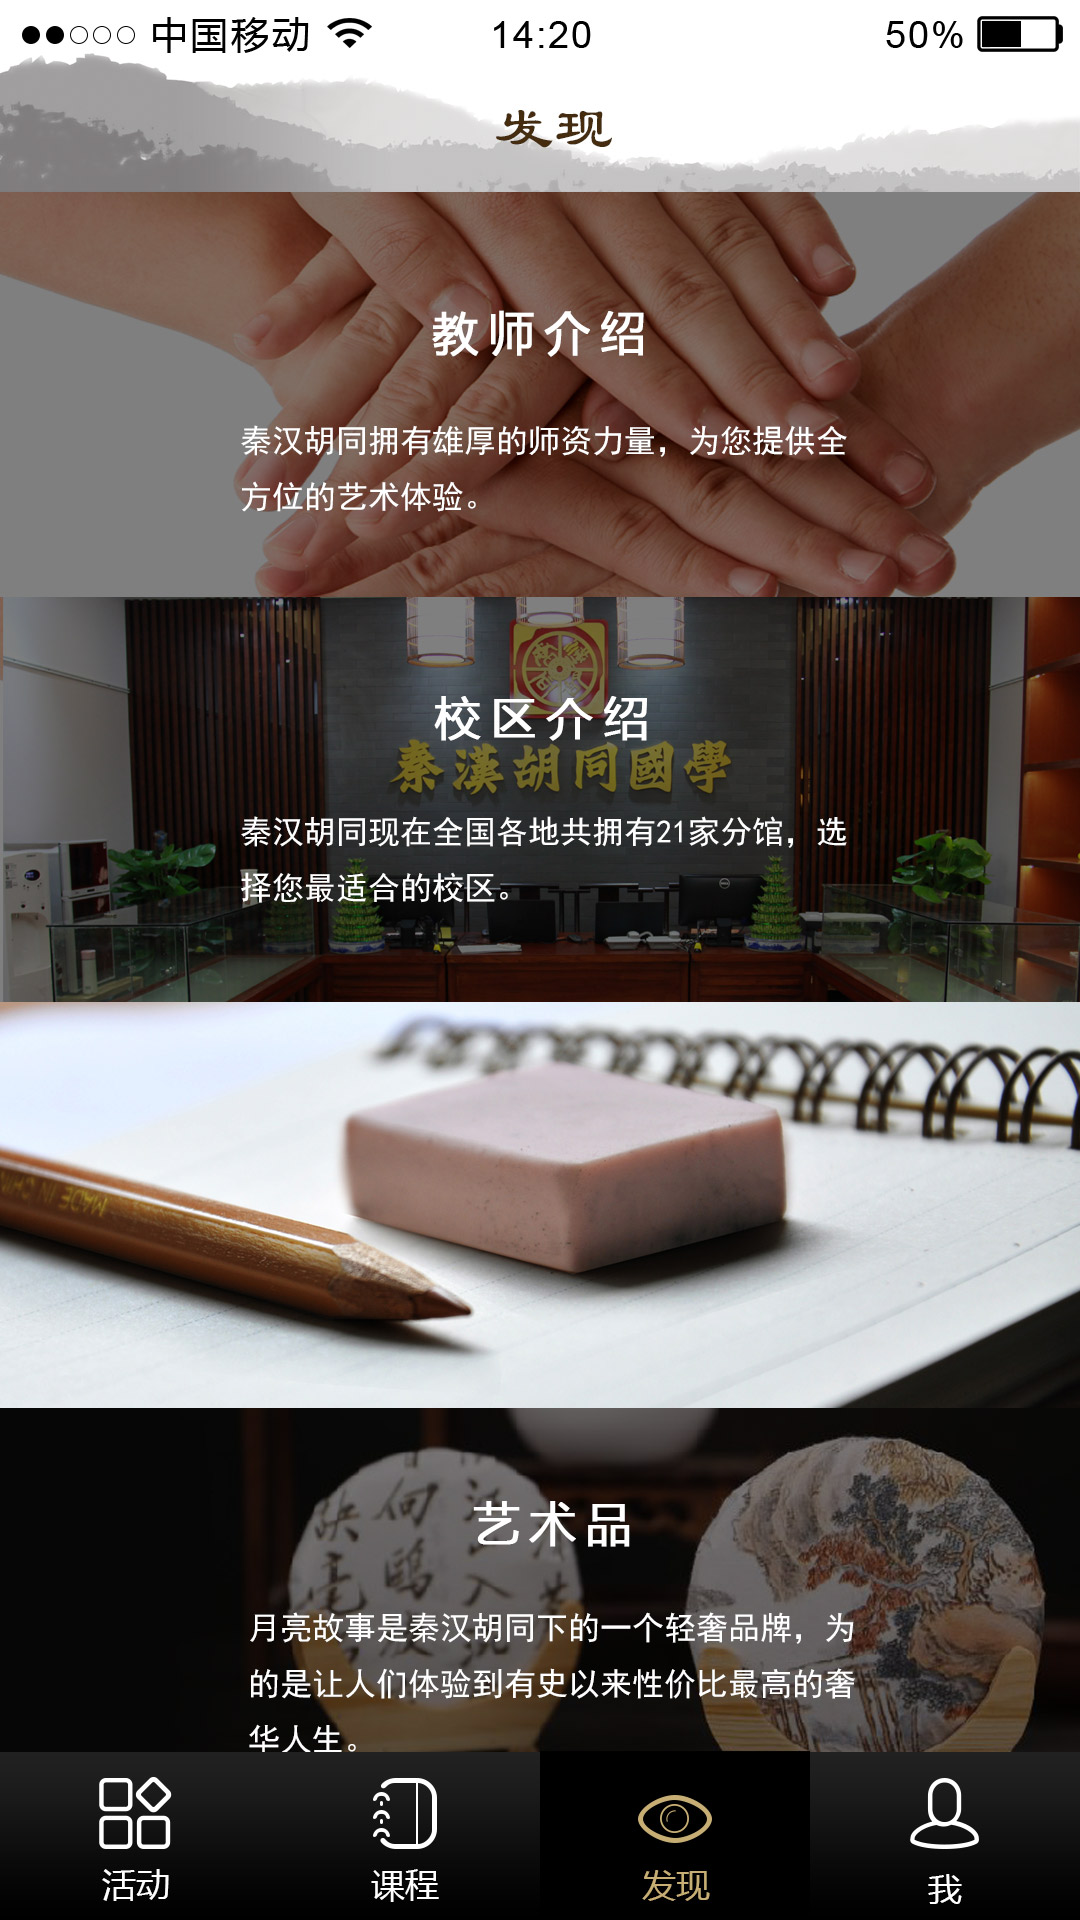 中国移动
14:20
50%
发现
教师介绍
秦汉胡同拥有雄厚的师资力量，为您提供全
方位的艺术体验。
校区介绍
秦漢胡同國學
秦汉胡同现在全国各地共拥有21家分馆，选
择您最适合的校区。
MADE IN CHIN
艺术品
月亮故事是秦汉胡同下的一个轻奢品牌，为
的是让人们体验到有史以来性价比最高的奢
华人生。
活动
课程
发现
我